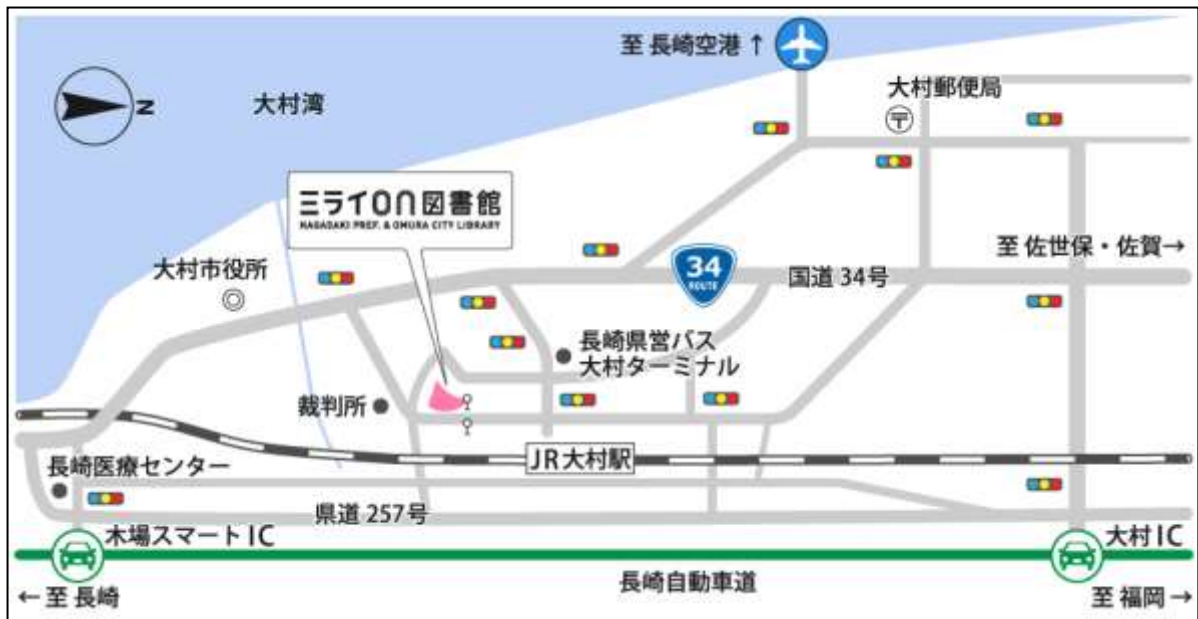 至 長崎空港 ↑
大村郵便局
〒
N
大村湾
ミライON図書館
NAGASAKI PREF. & OMURA CITY LIBRARY
至 佐世保・佐賀→
大村市役所
34
ROUTE
国道 34号
長崎県営バス
大村ターミナル
裁判所
JR大村駅
長崎医療センター
県道 257号
木場スマート IC
大村 IC
長崎自動車道
← 至 長崎
至 福岡 →